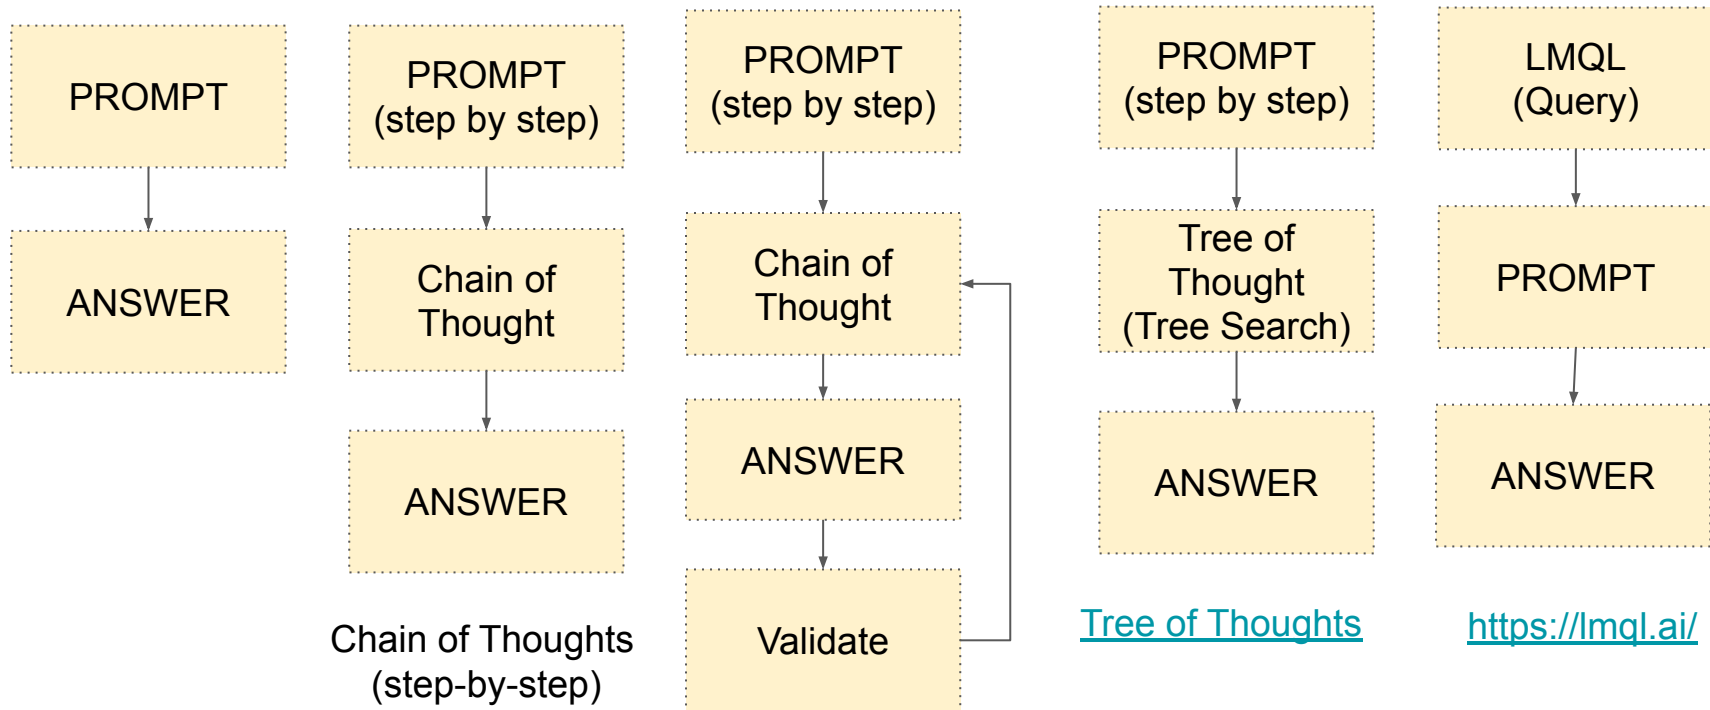 PROMPT
ANSWER
PROMPT
(step by step)
Chain of
Thought
ANSWER
Chain of Thoughts
(step-by-step)
PROMPT
(step by step)
Chain of
Thought
ANSWER
Validate
PROMPT
(step by step)
Tree of
Thought
(Tree Search)
ANSWER
Tree of Thoughts
LMQL
(Query)
PROMPT
ANSWER
https://lmql.ai/